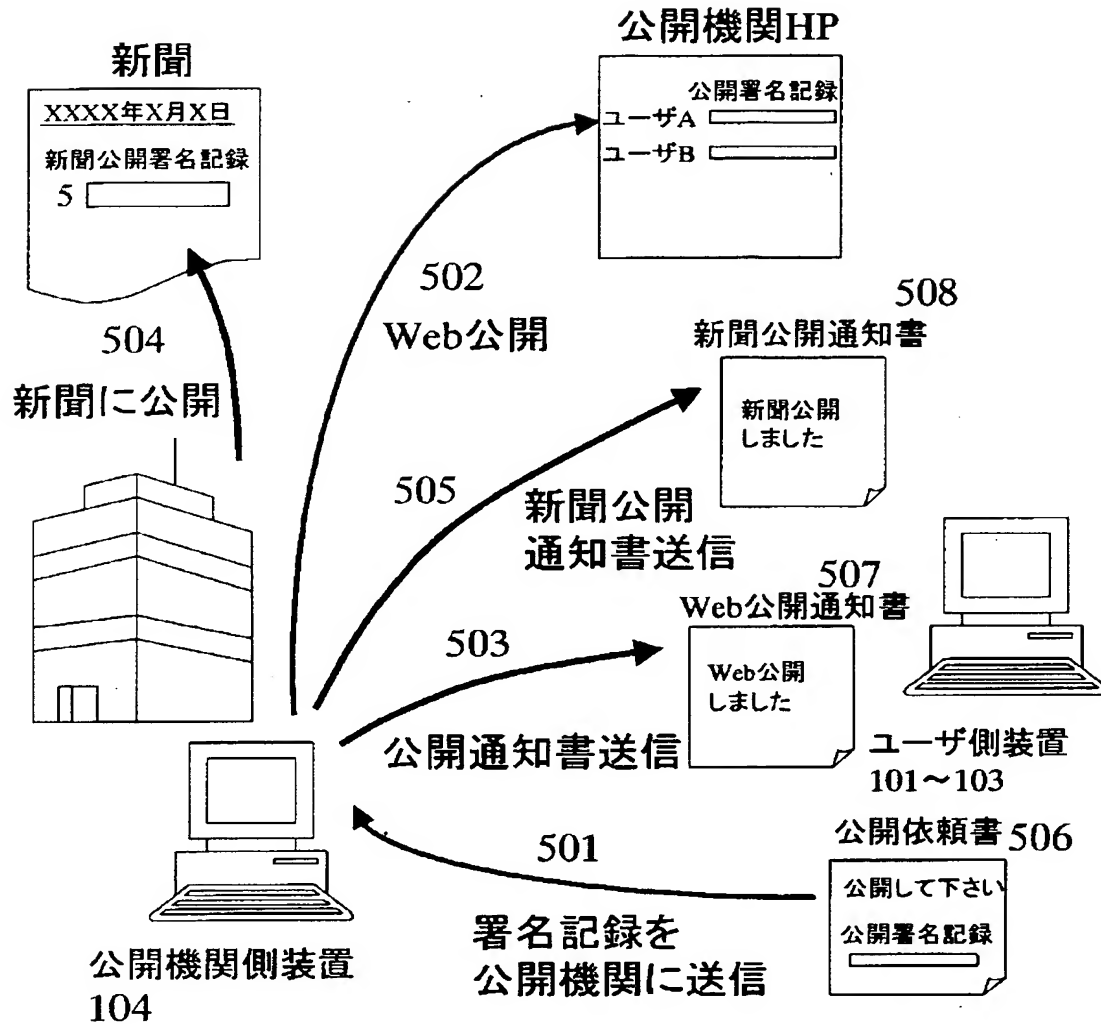 公開機関HP
公開署名記録
ユーザA
ユーザB
新聞
XXXX年X月X日
新聞公開署名記録
5
502
Web公開
504
新聞に公開
508
新聞公開通知書
新聞公開
しました
505
新聞公開
通知書送信
507
Web公開通知書
Web公開
しました
503
公開通知書送信
ユーザ側装置
101～103
公開依頼書 506
公開して下さい
公開署名記録
501
署名記録を
公開機関に送信
公開機関側装置
104